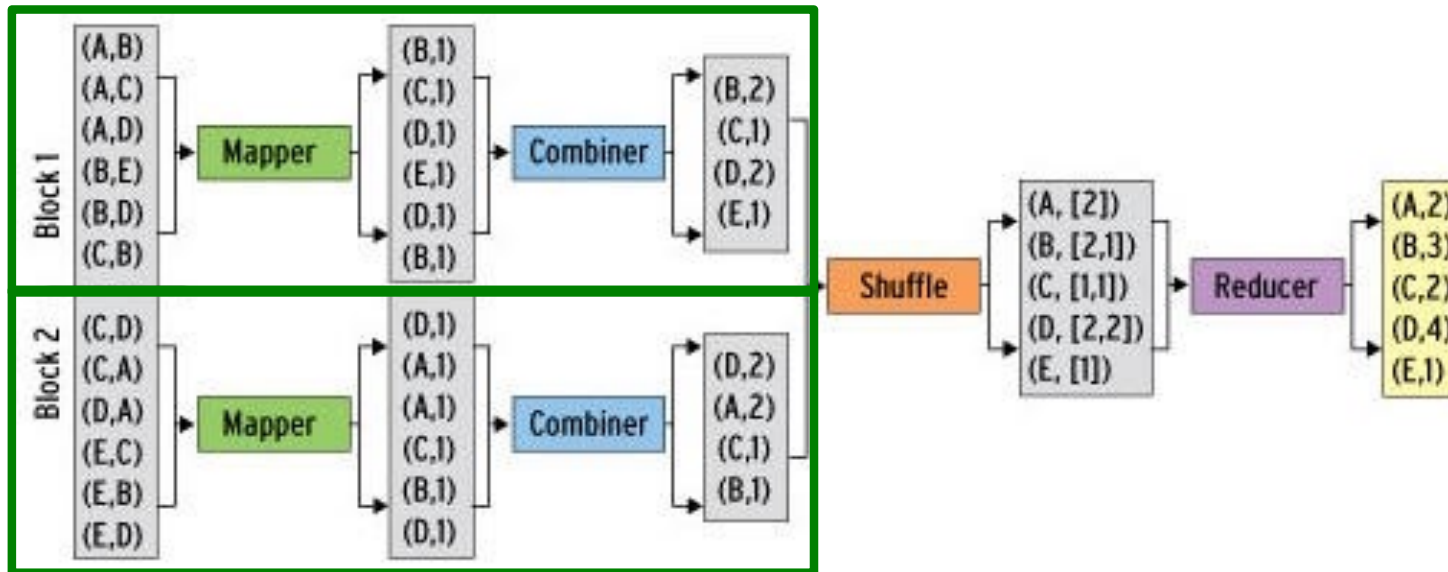 Block 1
(A,B)
(A,C)
(A,D)
(B,E)
(B,D)
(C,B)
Mapper
(B,1)
(C,1)
(D,1)
(E,1)
(D,1)
(B,1)
Combiner
(B,2)
(C,1)
(D,2)
(E,1)
Block 2
(C,D)
(C,A)
(D,A)
(E,C)
(E,B)
(E,D)
Mapper
(D,1)
(A,1)
(A,1)
(C,1)
(B,1)
(D,1)
Combiner
(D,2)
(A,2)
(C,1)
(B,1)
Shuffle
(A, [2])
(B, [2,1])
(C, [1,1])
(D, [2,2])
(E, [1])
Reducer
(A,2)
(B,3)
(C,2)
(D,4)
(E,1)